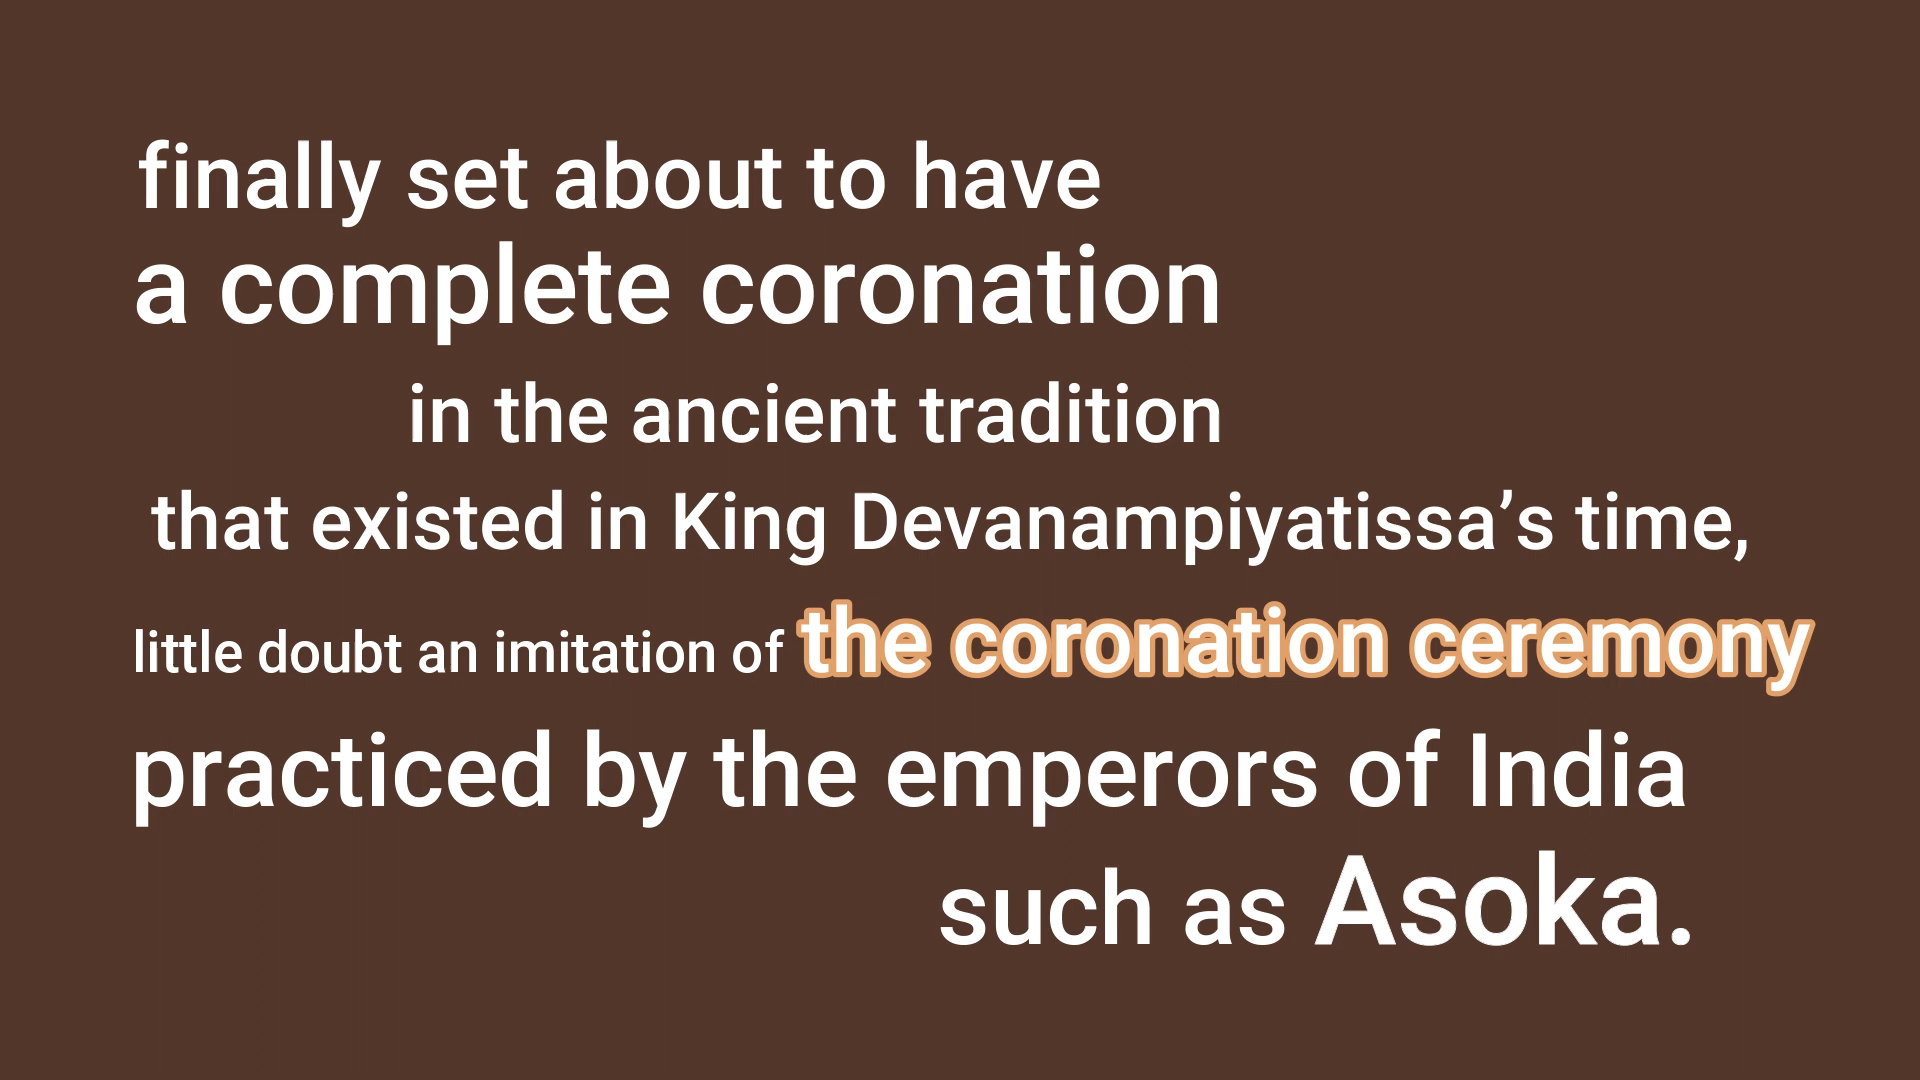 finally set about to have
a complete coronation
in the ancient tradition
that existed in King Devanampiyatissa’s time,
little doubt an imitation of the coronation ceremony
practiced by the emperors of India
such as Asoka.